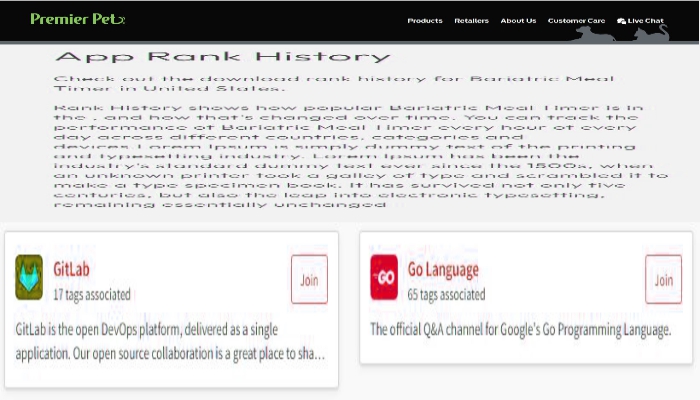 Premier Pet
Products Retailers About Us Customer Care Live Chat
App Rank History
Check out the download rank history for Bariatric Meal
Timer in United States.
Rank History shows how popular Bariatric Meal Timer is in
the , and how that's changed over time. You can track the
performance of Bariatric Meal Timer every hour of every
day across different countries, categories and
devices.Lorem Ipsum is simply dummy text of the printing
and typesetting industry. Lorem Ipsum has been the
industry's standard dummy text ever since the 1500s, when
an unknown printer took a galley of type and scrambled it to
make a type specimen book. It has survived not only five
centuries, but also the leap into electronic typesetting,
remaining essentially unchanged
GitLab
17 tags associated
Join
GitLab is the open DevOps platform, delivered as a single
application. Our open source collaboration is a great place to sha...
GO
Go Language
65 tags associated
Join
The official Q&A channel for Google's Go Programming Language.